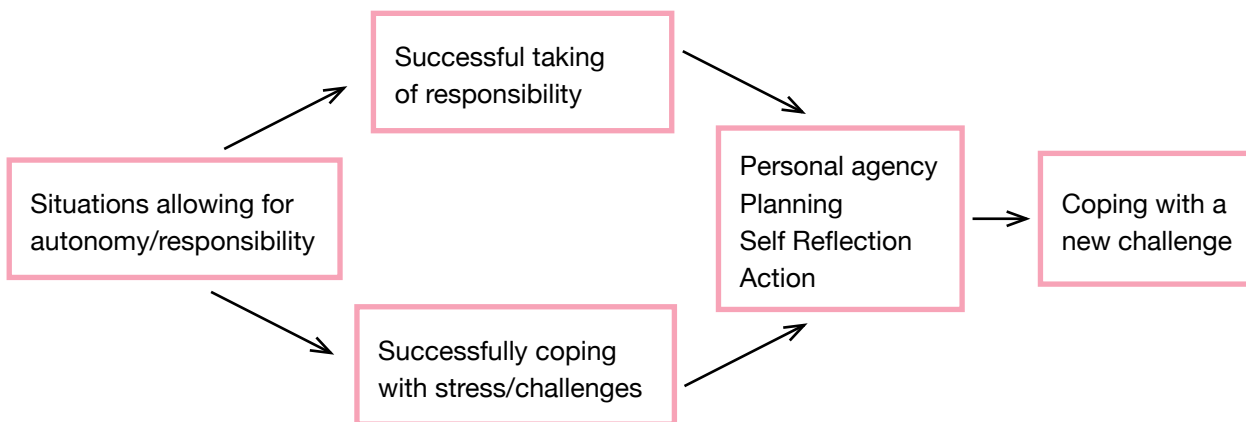 Situations allowing for
autonomy/responsibility
Successful taking
of responsibility
Successfully coping
with stress/challenges
Personal agency
Planning
Self Reflection
Action
Coping with a
new challenge